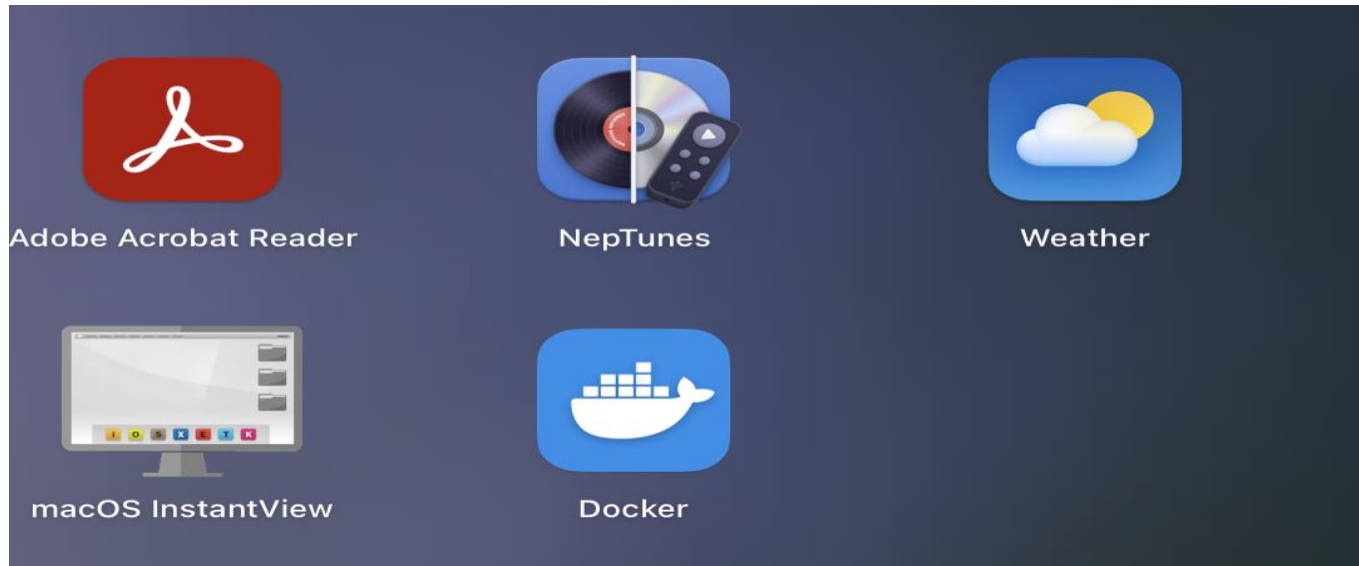 Adobe Acrobat Reader
NepTunes
Weather
i O S X E T K
macOS InstantView
Docker